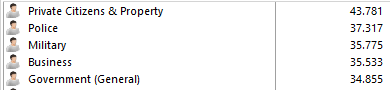 Private Citizens & Property 43.781
Police 37.317
Military 35.775
Business 35.533
Government (General) 34.855